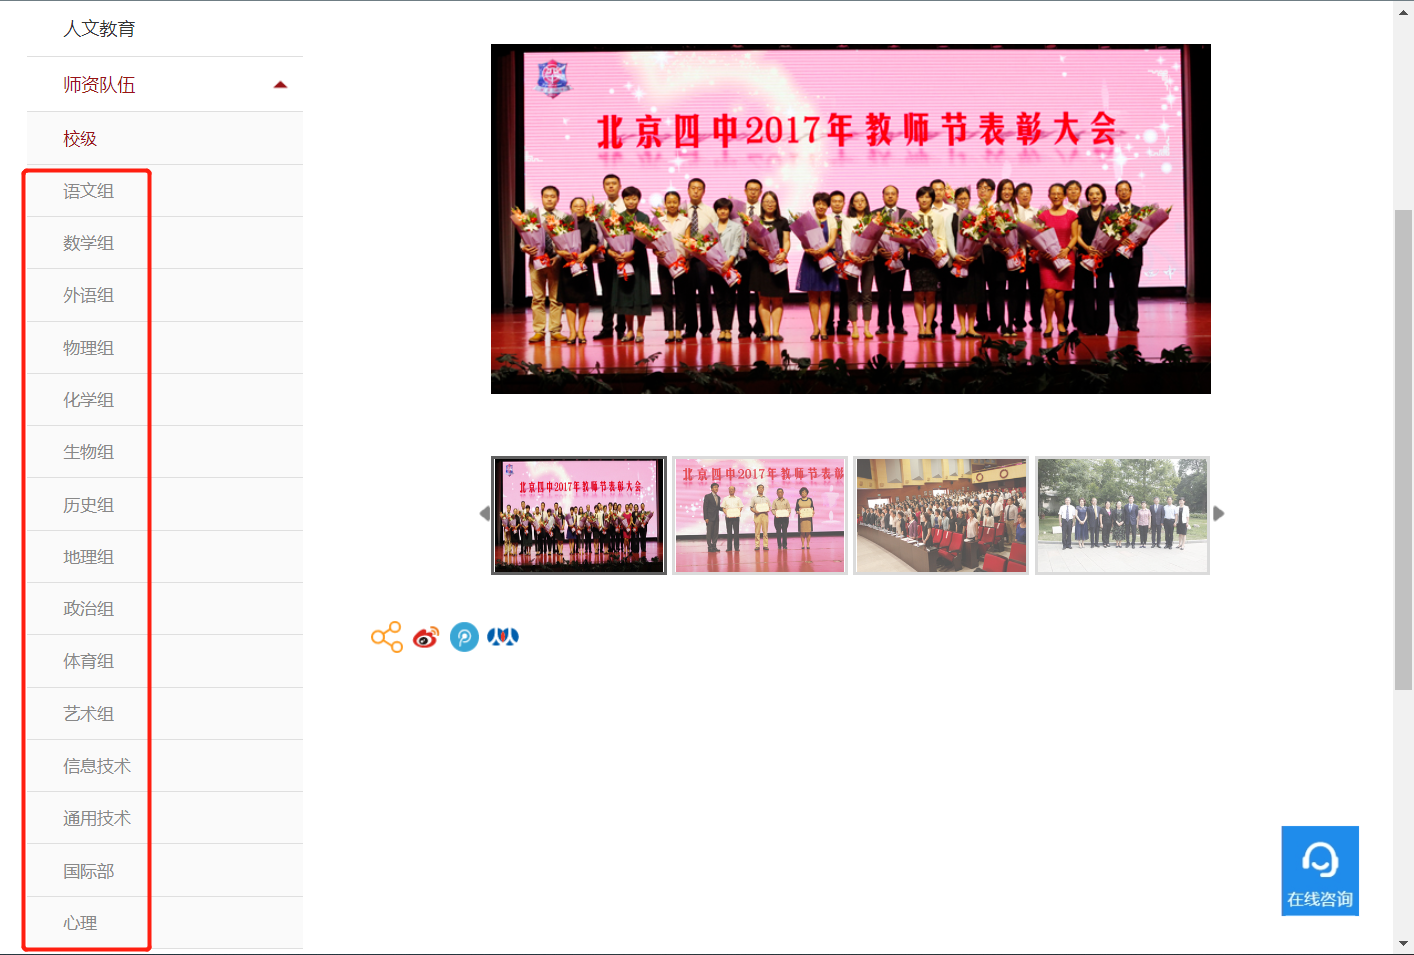 人文教育
师资队伍
校级
语文组
数学组
外语组
物理组
化学组
生物组
历史组
地理组
政治组
体育组
艺术组
信息技术
通用技术
国际部
心理
北京四中2017年教师节表彰大会
北京四中2017年教师节表彰大会
北京四中2017年教师节表彰
在线咨询